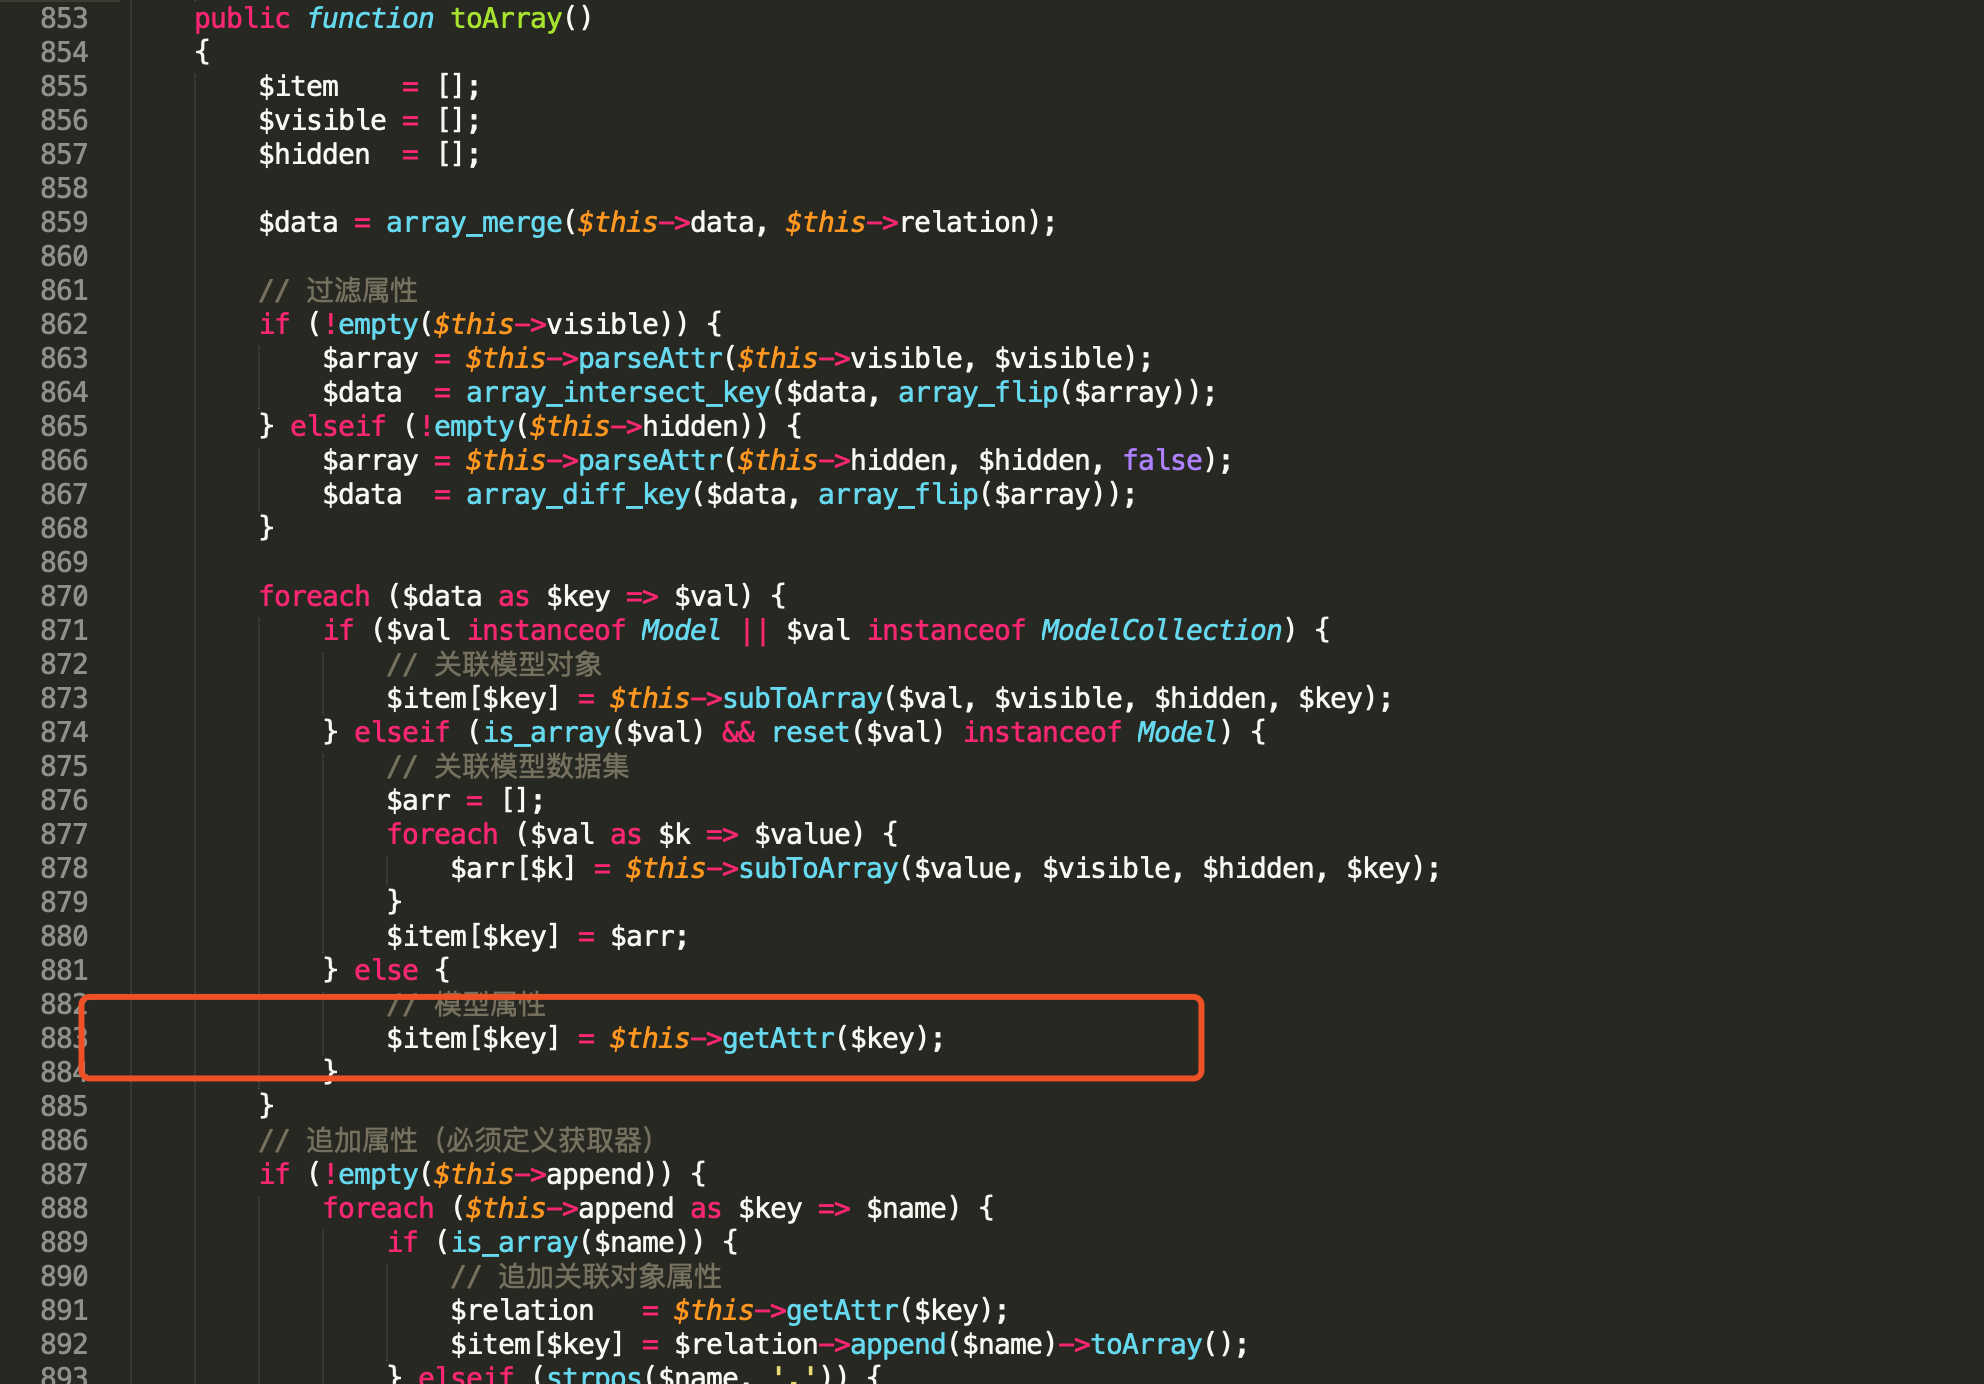 853 public function toArray()
854 {
855 $item    = [];
856 $visible = [];
857 $hidden  = [];
858
859 $data = array_merge($this->data, $this->relation);
860
861 // 过滤属性
862 if (!empty($this->visible)) {
863 $array = $this->parseAttr($this->visible, $visible);
864 $data  = array_intersect_key($data, array_flip($array));
865 } elseif (!empty($this->hidden)) {
866 $array = $this->parseAttr($this->hidden, $hidden, false);
867 $data  = array_diff_key($data, array_flip($array));
868 }
869
870 foreach ($data as $key => $val) {
871 if ($val instanceof Model || $val instanceof ModelCollection) {
872 // 关联模型对象
873 $item[$key] = $this->subToArray($val, $visible, $hidden, $key);
874 } elseif (is_array($val) && reset($val) instanceof Model) {
875 // 关联模型数据集
876 $arr = [];
877 foreach ($val as $k => $value) {
878 $arr[$k] = $this->subToArray($value, $visible, $hidden, $key);
879 }
880 $item[$key] = $arr;
881 } else {
882 // 模型属性
883 $item[$key] = $this->getAttr($key);
884 }
885 }
886 // 追加属性（必须定义获取器）
887 if (!empty($this->append)) {
888 foreach ($this->append as $key => $name) {
889 if (is_array($name)) {
890 // 追加关联对象属性
891 $relation   = $this->getAttr($key);
892 $item[$key] = $relation->append($name)->toArray();
893 } elseif (strpos($name, '.')) {